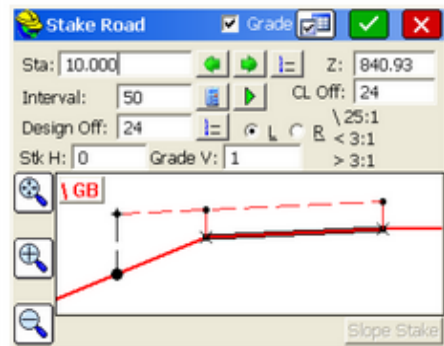 Stake Road Grade
Sta: 10.000 Z: 840.93
Interval: 50 CL Off: 24
Design Off: 24 L R \ 25:1
< 3:1
Stk H: 0 Grade V: 1 > 3:1
\ GB
Slope Stake